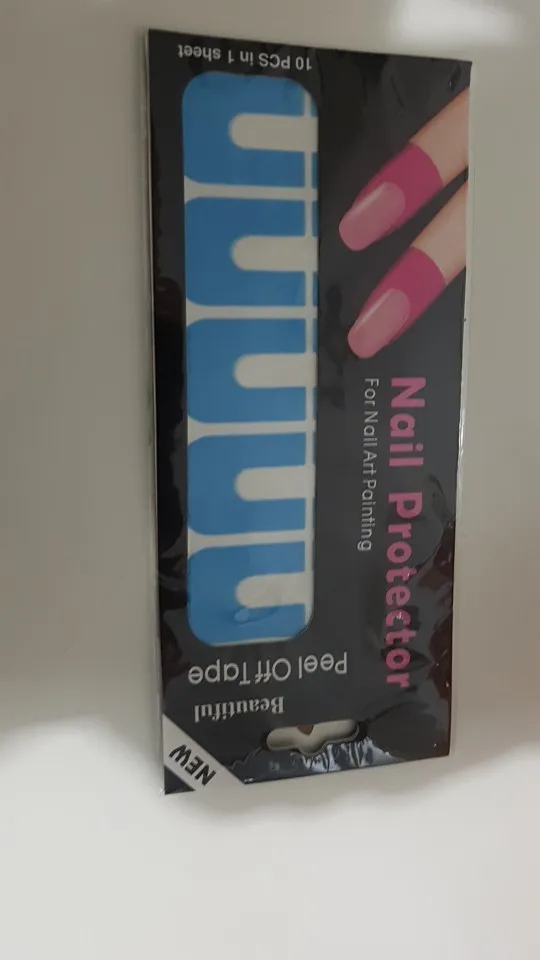 NEW
Beautiful
Peel Off Tape
Nail Protector
For Nail Art Painting
10 PCS in 1 sheet